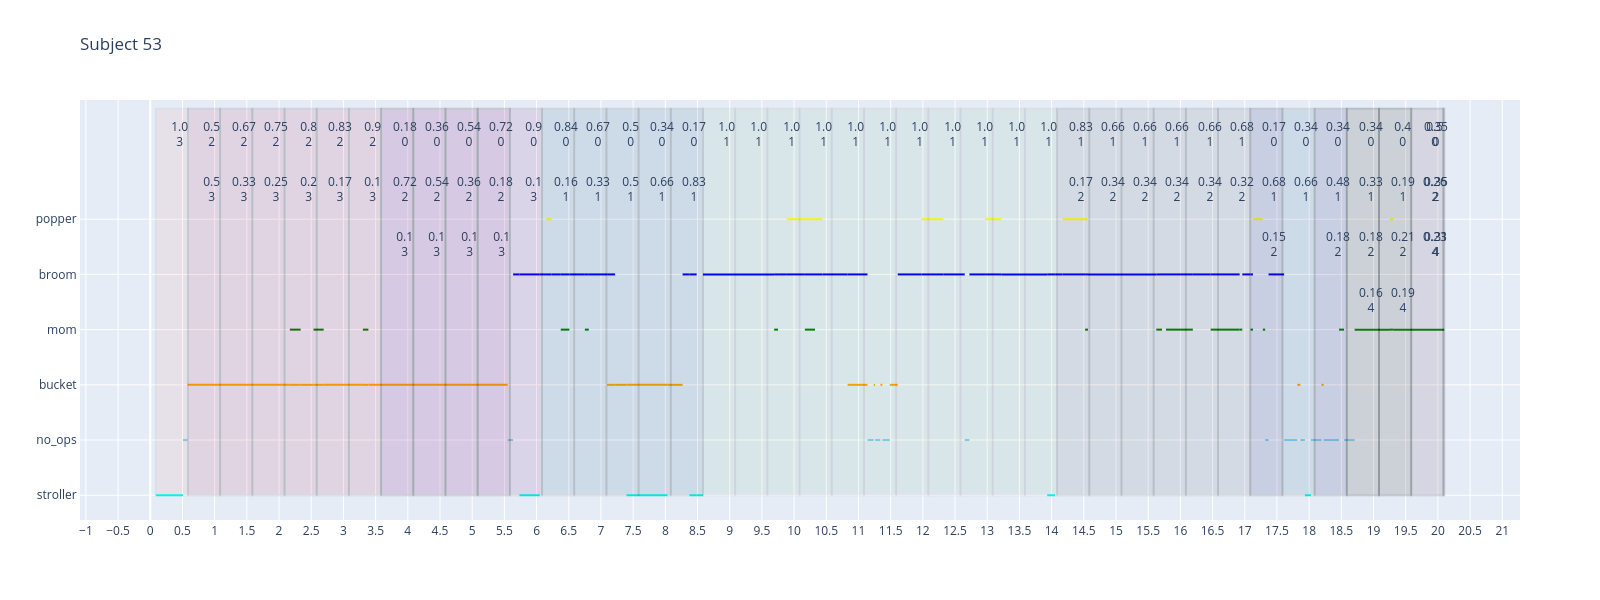 Subject 53
1.0 0.5 0.67 0.75 0.8 0.83 0.9 0.18 0.36 0.54 0.72 0.9 0.84 0.67 0.5 0.34 0.17 1.0 1.0 1.0 1.0 1.0 1.0 1.0 1.0 1.0 1.0 1.0 0.83 0.66 0.66 0.66 0.66 0.68 0.17 0.34 0.34 0.34 0.4
3 2 2 2 2 2 2 0 0 0 0 0 0 0 0 0 0 1 1 1 1 1 1 1 1 1 1 1 1 1 1 1 1 1 0 0 0 0 0 0
0.5 0.33 0.25 0.2 0.17 0.1 0.72 0.54 0.36 0.18 0.1 0.16 0.33 0.5 0.66 0.83 0.17 0.34 0.34 0.34 0.34 0.32 0.68 0.66 0.48 0.33 0.19
3 3 3 3 3 3 2 2 2 2 3 1 1 1 1 1 2 2 2 2 2 2 1 1 1 1 1
popper
0.1 0.1 0.1 0.1 0.15 0.18 0.18 0.21
3 3 3 3 2 2 2 2 4
broom
0.16 0.19
4 4
mom
bucket
no_ops
stroller
−1 −0.5 0 0.5 1 1.5 2 2.5 3 3.5 4 4.5 5 5.5 6 6.5 7 7.5 8 8.5 9 9.5 10 10.5 11 11.5 12 12.5 13 13.5 14 14.5 15 15.5 16 16.5 17 17.5 18 18.5 19 19.5 20 20.5 21